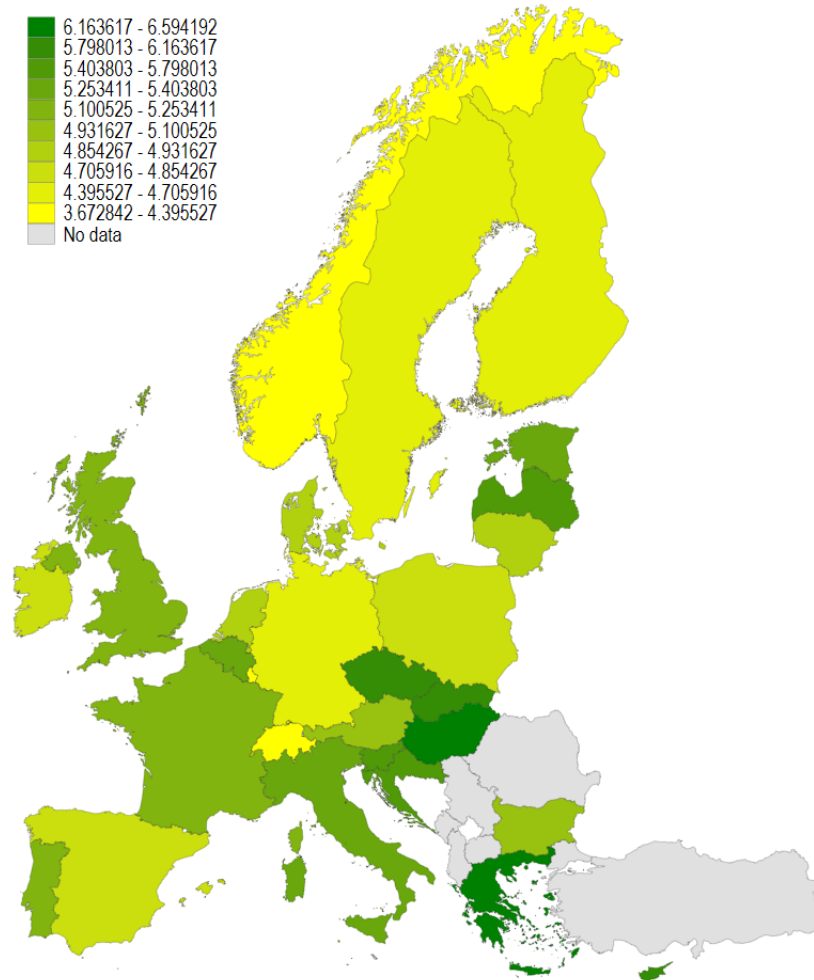 6.163617 - 6.594192
5.798013 - 6.163617
5.403803 - 5.798013
5.253411 - 5.403803
5.100525 - 5.253411
4.931627 - 5.100525
4.854267 - 4.931627
4.705916 - 4.854267
4.395527 - 4.705916
3.672842 - 4.395527
No data